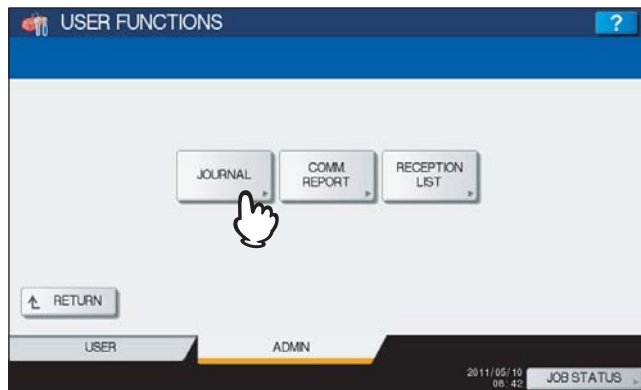 USER FUNCTIONS
?
JOURNAL
COMM.
REPORT
RECEPTION
LIST
RETURN
USER
ADMIN
2011/05/10
06:42
JOB STATUS